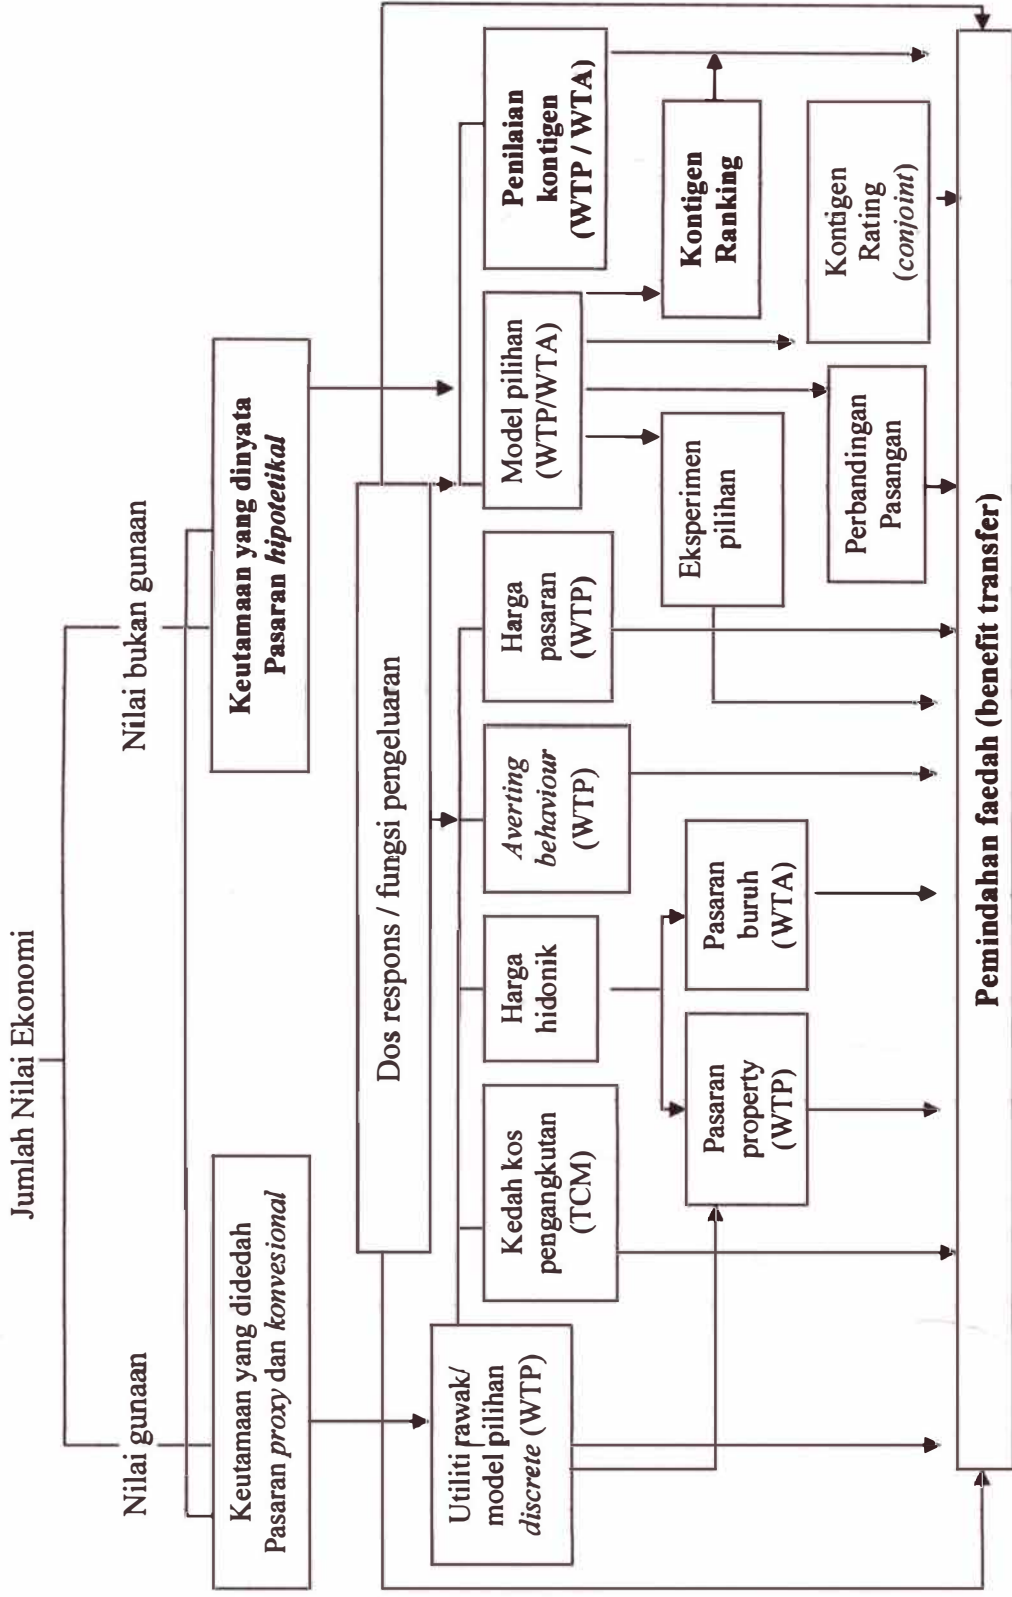 Jumlah Nilai Ekonomi
Nilai gunaan
Nilai bukan gunaan
Keutamaan yang didedah
Pasaran proxy dan konvesional
Keutamaan yang dinyata
Pasaran hipotetikal
Dos respons / fungsi pengeluaran
Utiliti rawak/
model pilihan
discrete (WTP)
Kedah kos
pengangkutan
(TCM)
Harga
hidonik
Averting
behaviour
(WTP)
Harga
pasaran
(WTP)
Model pilihan
(WTP/WTA)
Penilaian
kontigen
(WTP / WTA)
Pasaran
property
(WTP)
Pasaran
buruh
(WTA)
Eksperimen
pilihan
Kontigen
Ranking
Perbandingan
Pasangan
Kontigen
Rating
(conjoint)
Pemindahan faedah (benefit transfer)